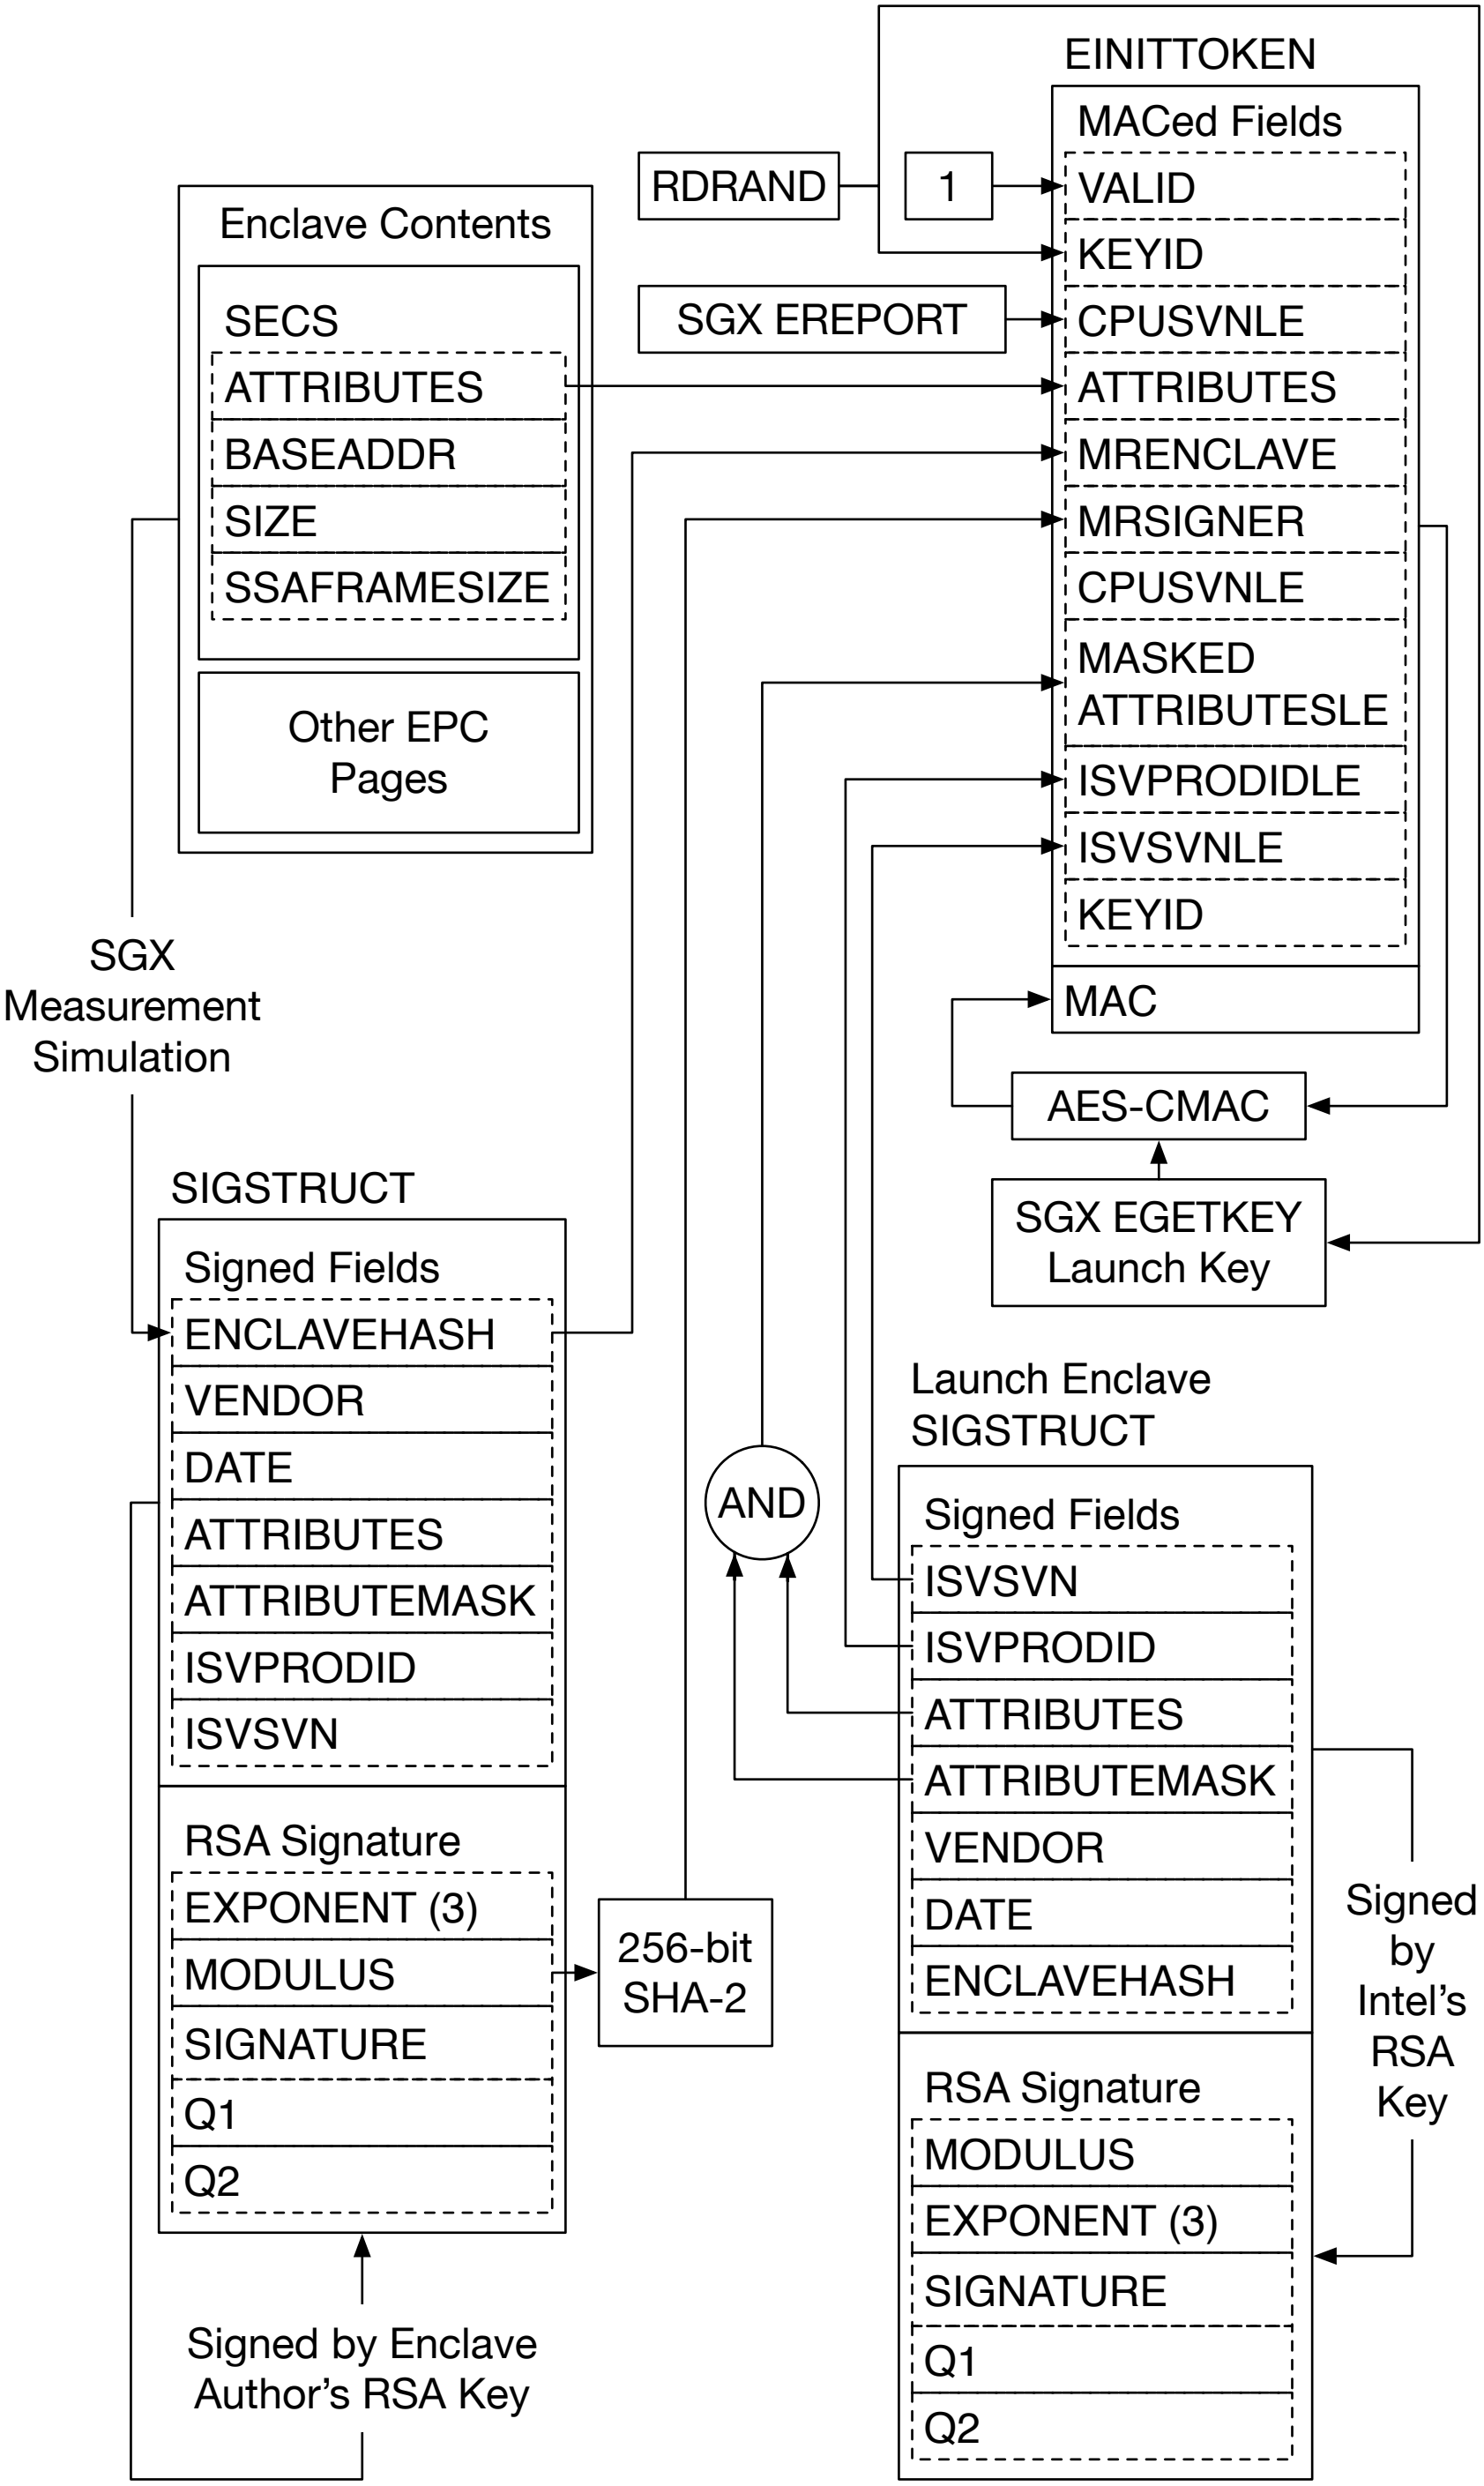 EINITTOKEN
MACed Fields
RDRAND
1
VALID
KEYID
SGX EREPORT
CPUSVNLE
ATTRIBUTES
MRENCLAVE
MRSIGNER
CPUSVNLE
MASKED
ATTRIBUTESLE
ISVPRODIDLE
ISVSVNLE
KEYID
MAC
AES-CMAC
SGX EGETKEY
Launch Key
Enclave Contents
SECS
ATTRIBUTES
BASEADDR
SIZE
SSAFRAMESIZE
Other EPC
Pages
SGX
Measurement
Simulation
SIGSTRUCT
Signed Fields
ENCLAVEHASH
VENDOR
DATE
ATTRIBUTES
ATTRIBUTEMASK
ISVPRODID
ISVSVN
RSA Signature
EXPONENT (3)
MODULUS
SIGNATURE
Q1
Q2
Signed by Enclave
Author's RSA Key
256-bit
SHA-2
AND
Launch Enclave
SIGSTRUCT
Signed Fields
ISVSVN
ISVPRODID
ATTRIBUTES
ATTRIBUTEMASK
VENDOR
DATE
ENCLAVEHASH
RSA Signature
MODULUS
EXPONENT (3)
SIGNATURE
Q1
Q2
Signed
by
Intel's
RSA
Key